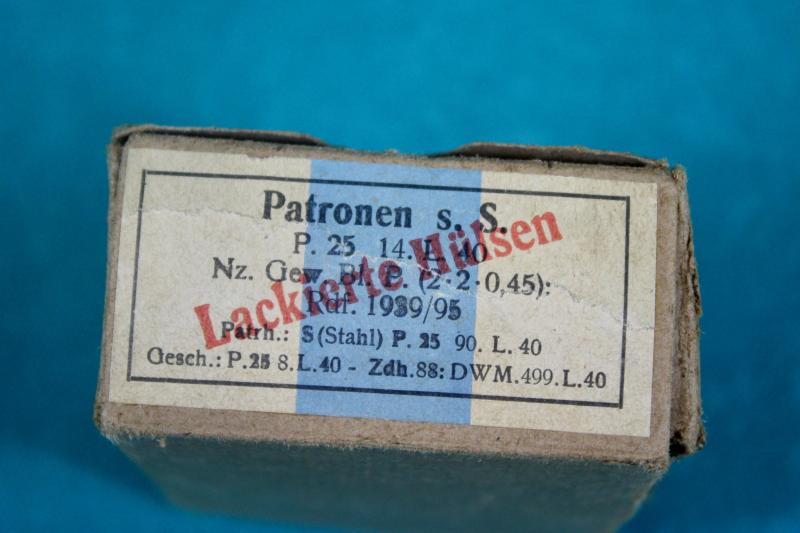 Patronen s. S.
P. 25 14. L. 40
Nz. Gew. Bl. P. (2·2·0,45):
Rdf. 1939/95
Patrh.: S (Stahl) P. 25 90. L. 40
Gesch.: P. 25 8. L. 40 - Zdh. 88: DWM. 499. L. 40
Lackierte Hülsen